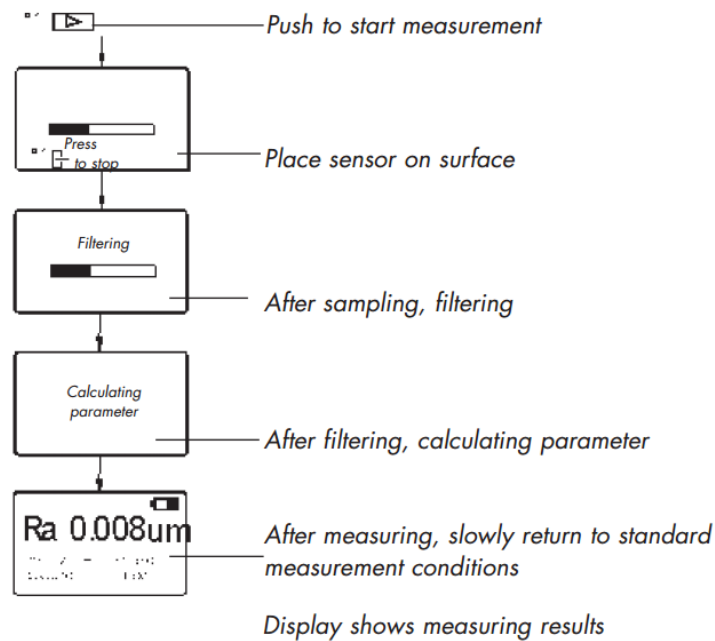 Push to start measurement
Press
to stop
Place sensor on surface
Filtering
After sampling, filtering
Calculating
parameter
After filtering, calculating parameter
Ra 0.008um
After measuring, slowly return to standard
measurement conditions
Display shows measuring results